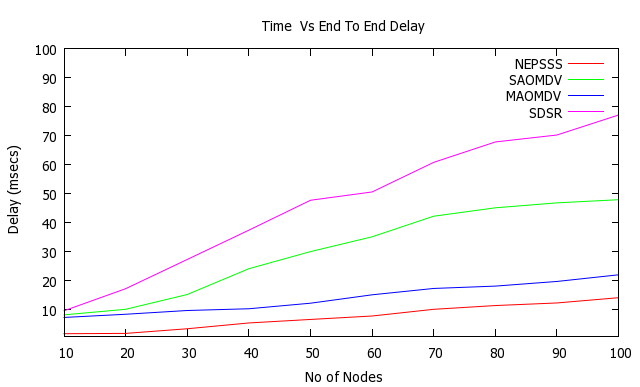 Time  Vs End To End Delay
100
90
80
70
60
50
40
30
20
10
Delay (msecs)
NEPSSS
SAOMDV
MAOMDV
SDSR
10 20 30 40 50 60 70 80 90 100
No of Nodes